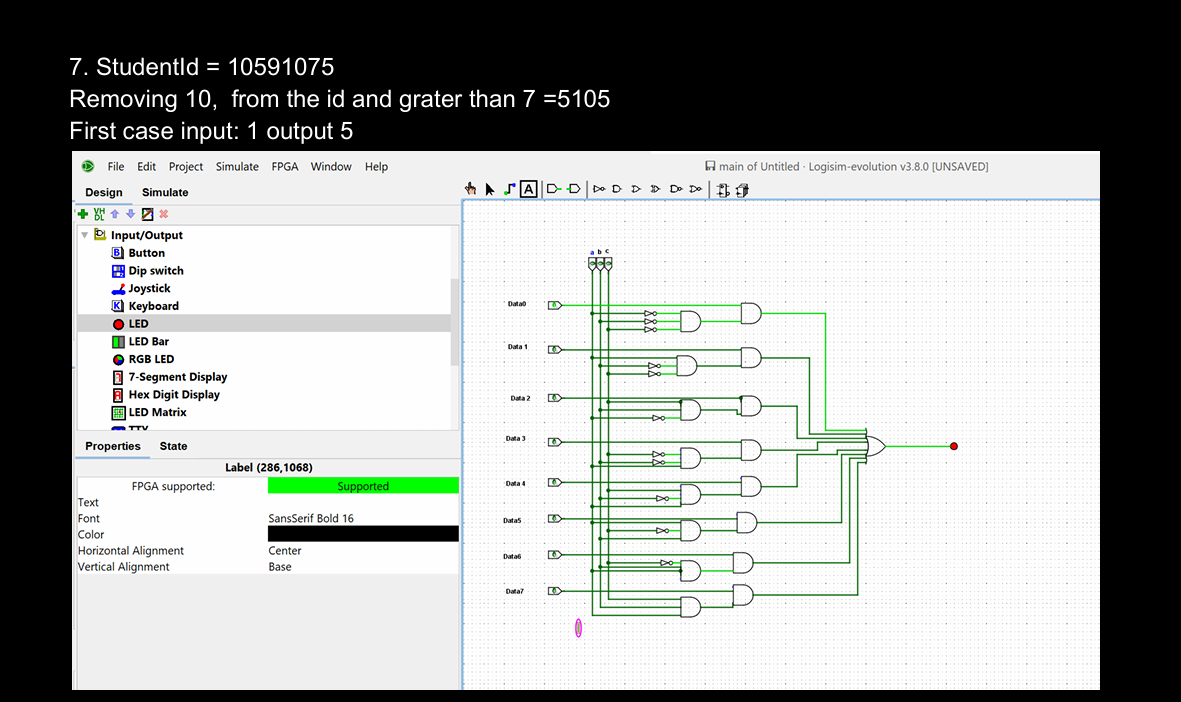 7. StudentId = 10591075
Removing 10,  from the id and grater than 7 =5105
First case input: 1 output 5
File Edit Project Simulate FPGA Window Help
main of Untitled · Logisim-evolution v3.8.0 [UNSAVED]
Design Simulate
A
VH
DL
Input/Output
Button
Dip switch
Joystick
Keyboard
LED
LED Bar
RGB LED
7-Segment Display
Hex Digit Display
LED Matrix
TTY
Properties State
Label (286,1068)
FPGA supported: Supported
Text
Font SansSerif Bold 16
Color
Horizontal Alignment Center
Vertical Alignment Base
a b c
Data0
Data 1
Data 2
Data 3
Data 4
Data5
Data6
Data7